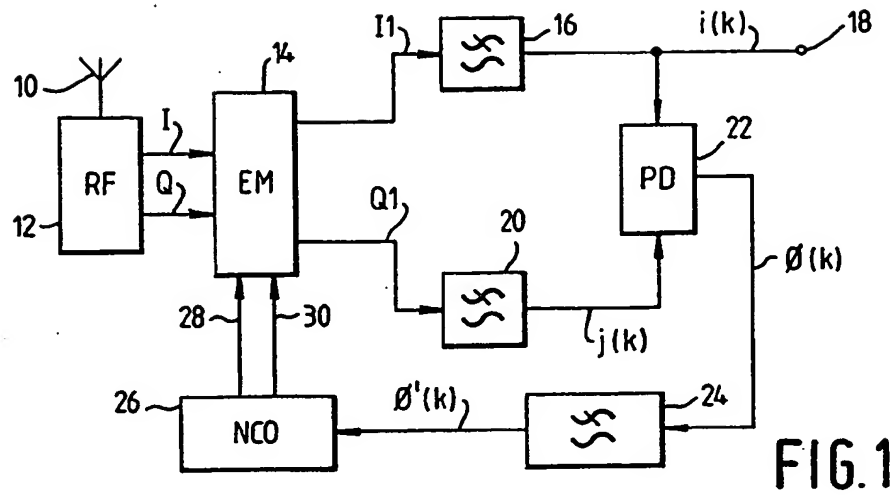 I1
16
i(k)
18
14
10
I
22
RF
EM
PD
Q
Q1
12
20
Ø(k)
28
30
j(k)
26
Ø'(k)
24
NCO
FIG.1